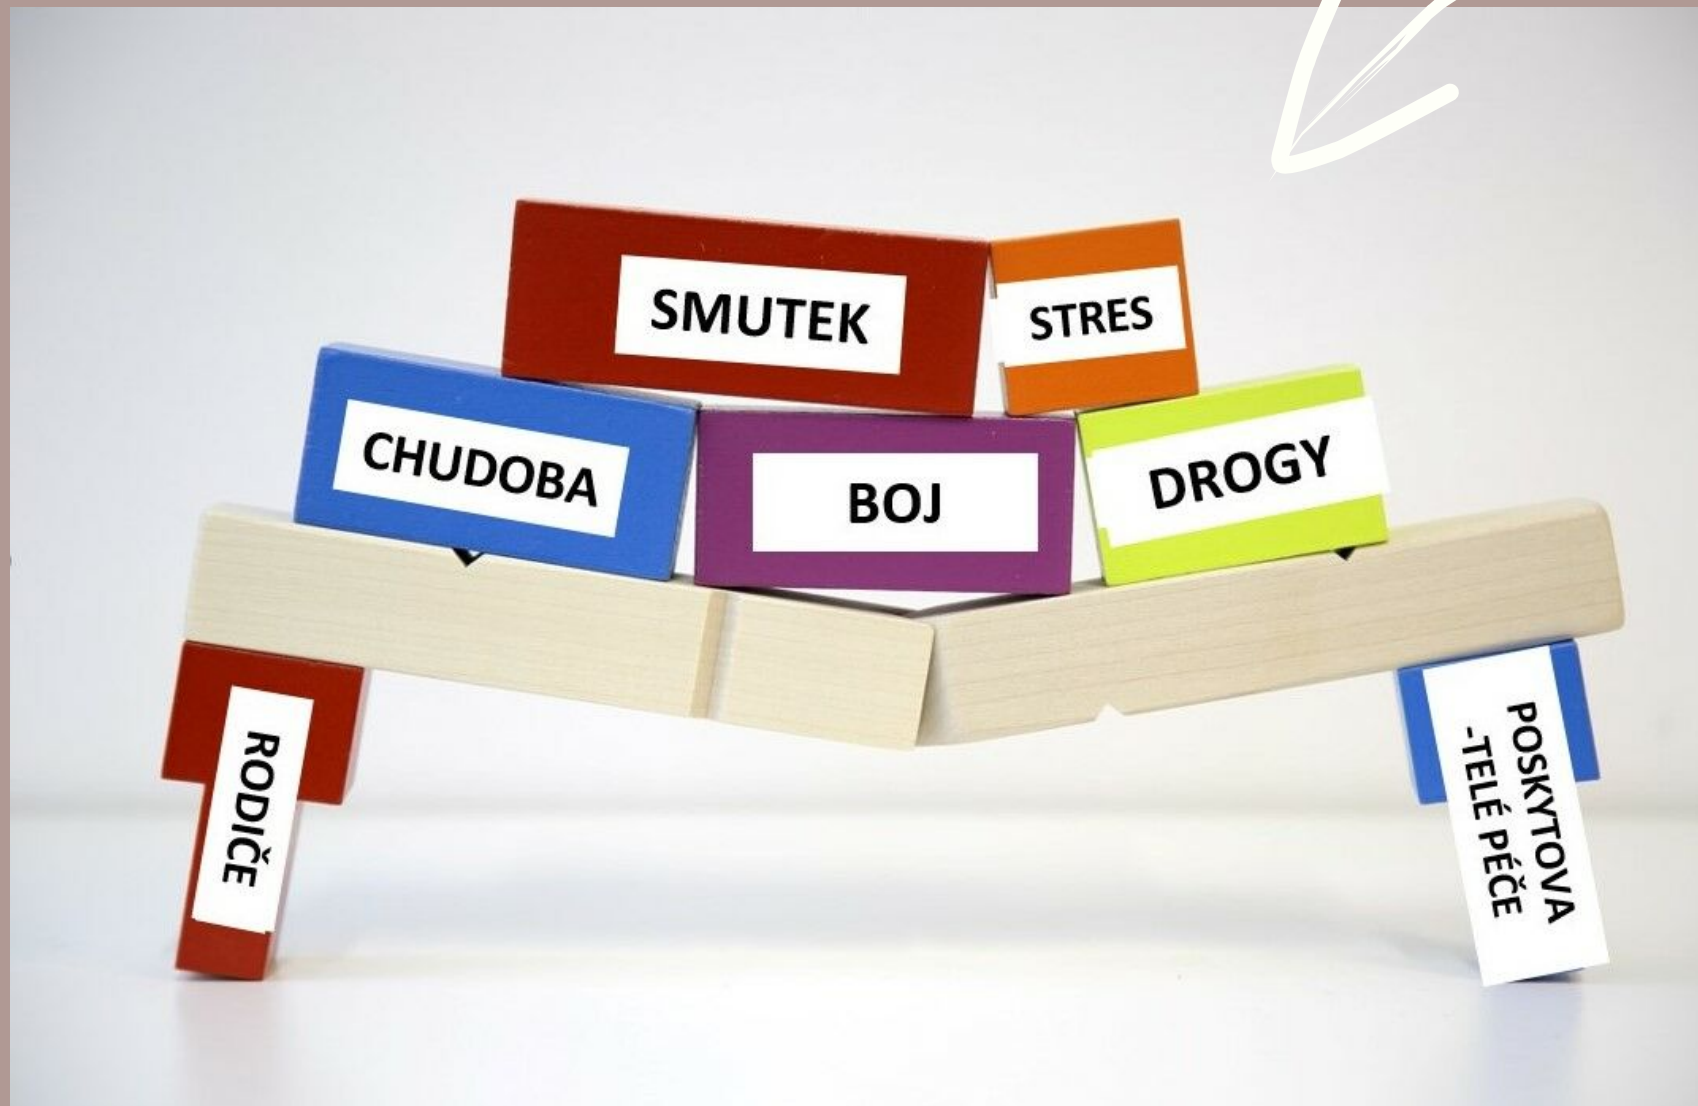 SMUTEK
STRES
CHUDOBA
BOJ
DROGY
RODIČE
POSKYTOVA
-TELÉ PÉČE